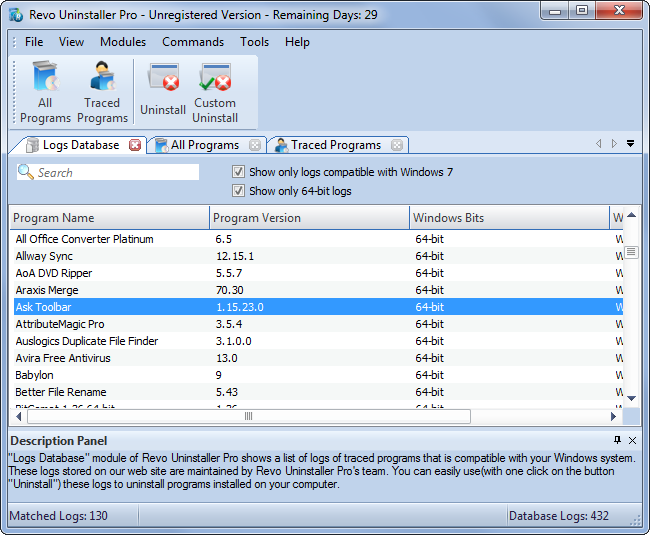 Revo Uninstaller Pro - Unregistered Version - Remaining Days: 29
File View Modules Commands Tools Help
All Programs
Traced Programs
Uninstall
Custom Uninstall
Logs Database All Programs Traced Programs
Search
Show only logs compatible with Windows 7
Show only 64-bit logs
Program Name Program Version Windows Bits W
All Office Converter Platinum 6.5 64-bit W
Allway Sync 12.15.1 64-bit W
AoA DVD Ripper 5.5.7 64-bit W
Araxis Merge 70.30 64-bit W
Ask Toolbar 1.15.23.0 64-bit W
AttributeMagic Pro 3.5.4 64-bit W
Auslogics Duplicate File Finder 3.1.0.0 64-bit W
Avira Free Antivirus 13.0 64-bit W
Babylon 9 64-bit W
Better File Rename 5.43 64-bit W
BitComet 1.36 64-bit 1.36 64-bit W
Description Panel
"Logs Database" module of Revo Uninstaller Pro shows a list of logs of traced programs that is compatible with your Windows system.
These logs stored on our web site are maintained by Revo Uninstaller Pro's team. You can easily use(with one click on the button
"Uninstall") these logs to uninstall programs installed on your computer.
Matched Logs: 130
Database Logs: 432